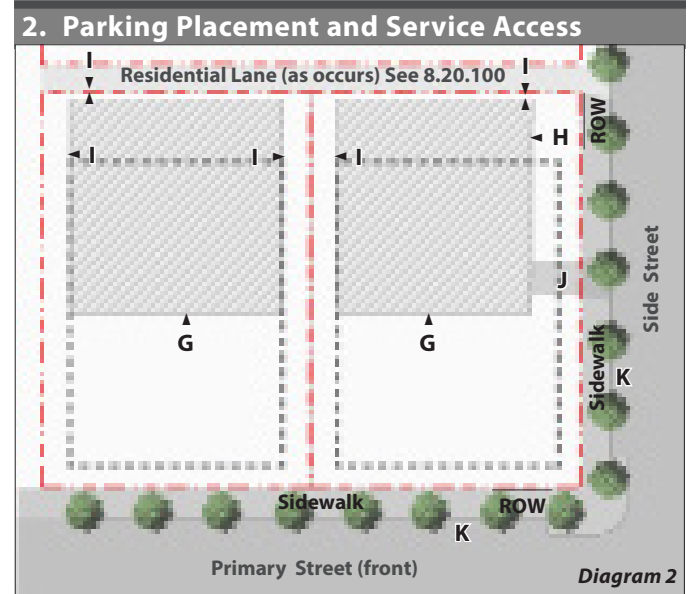 2. Parking Placement and Service Access
I
I
Residential Lane (as occurs) See 8.20.100
ROW
H
I
I
I
Side Street
J
G
G
Sidewalk
K
Sidewalk
ROW
K
Primary Street (front)
Diagram 2